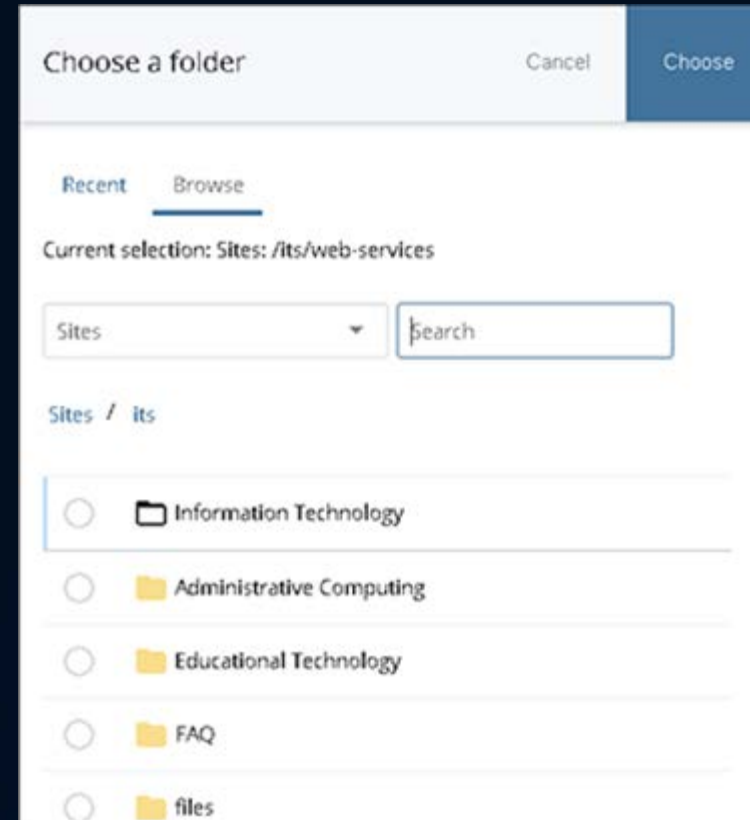 Choose a folder Cancel Choose
Recent Browse
Current selection: Sites: /its/web-services
Sites Search
Sites / its
Information Technology
Administrative Computing
Educational Technology
FAQ
files